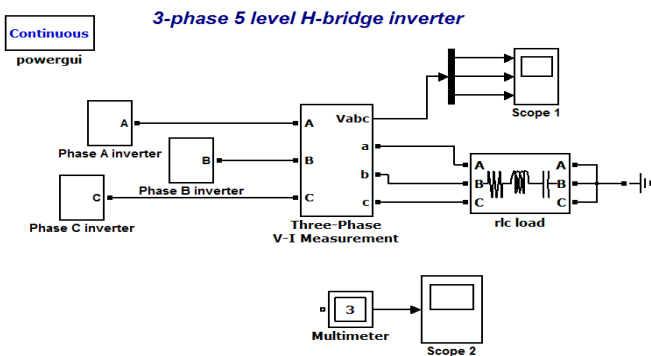 3-phase 5 level H-bridge inverter
Continuous
powergui
Scope 1
A
Phase A inverter
B
Phase B inverter
C
Phase C inverter
A
B
C
Vabc
a
b
c
Three-Phase
V-I Measurement
A
B
C
A
B
C
rlc load
3
Multimeter
Scope 2